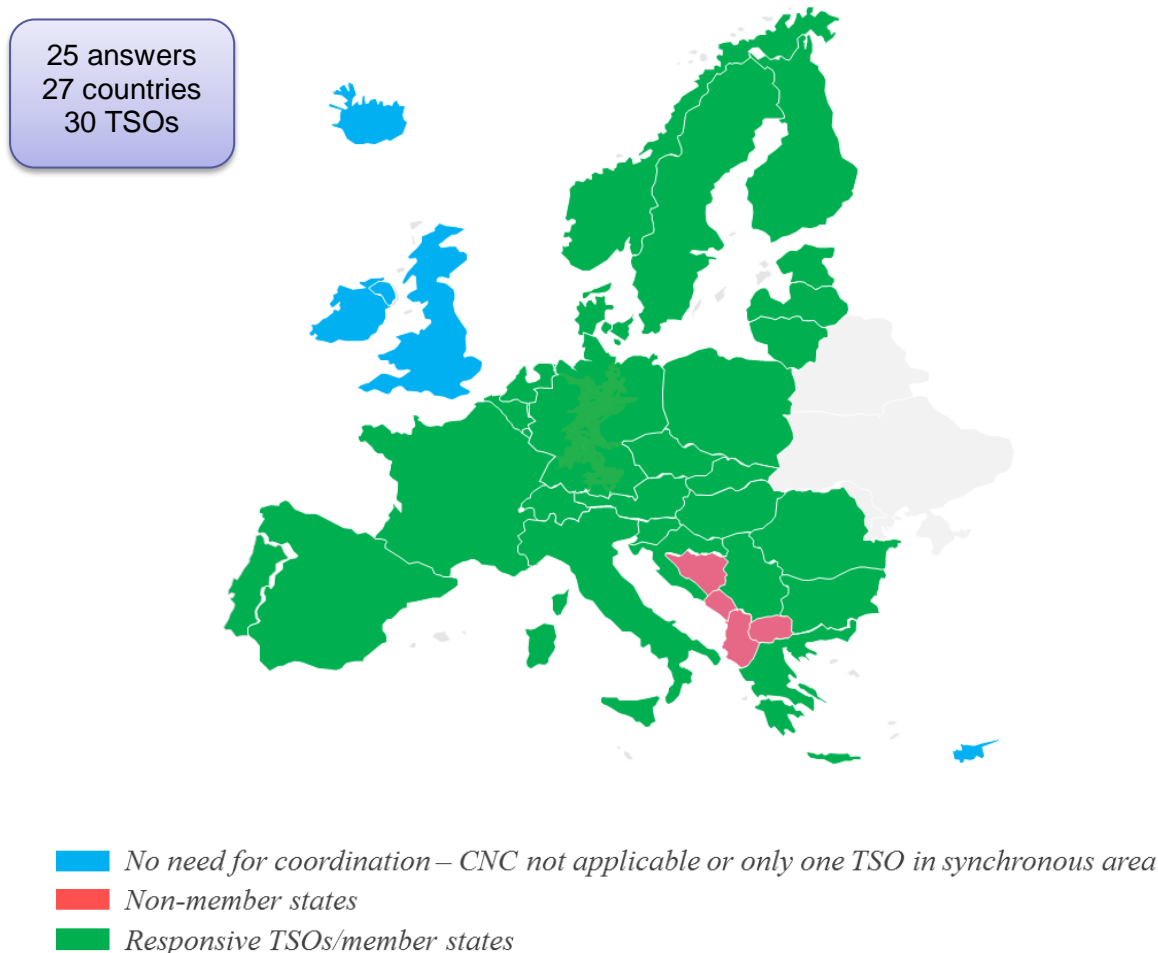 25 answers
27 countries
30 TSOs
No need for coordination – CNC not applicable or only one TSO in synchronous area
Non-member states
Responsive TSOs/member states